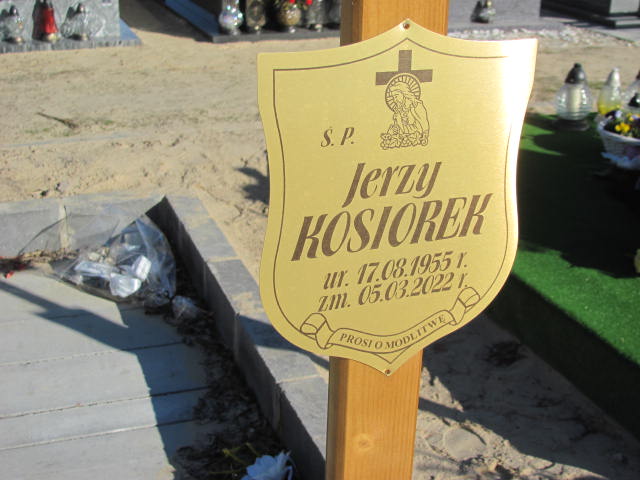 Ś. P.
Jerzy
KOSIOREK
ur. 17.08.1955 r.
zm. 05.03.2022 r.
PROSI O MODLITWĘ